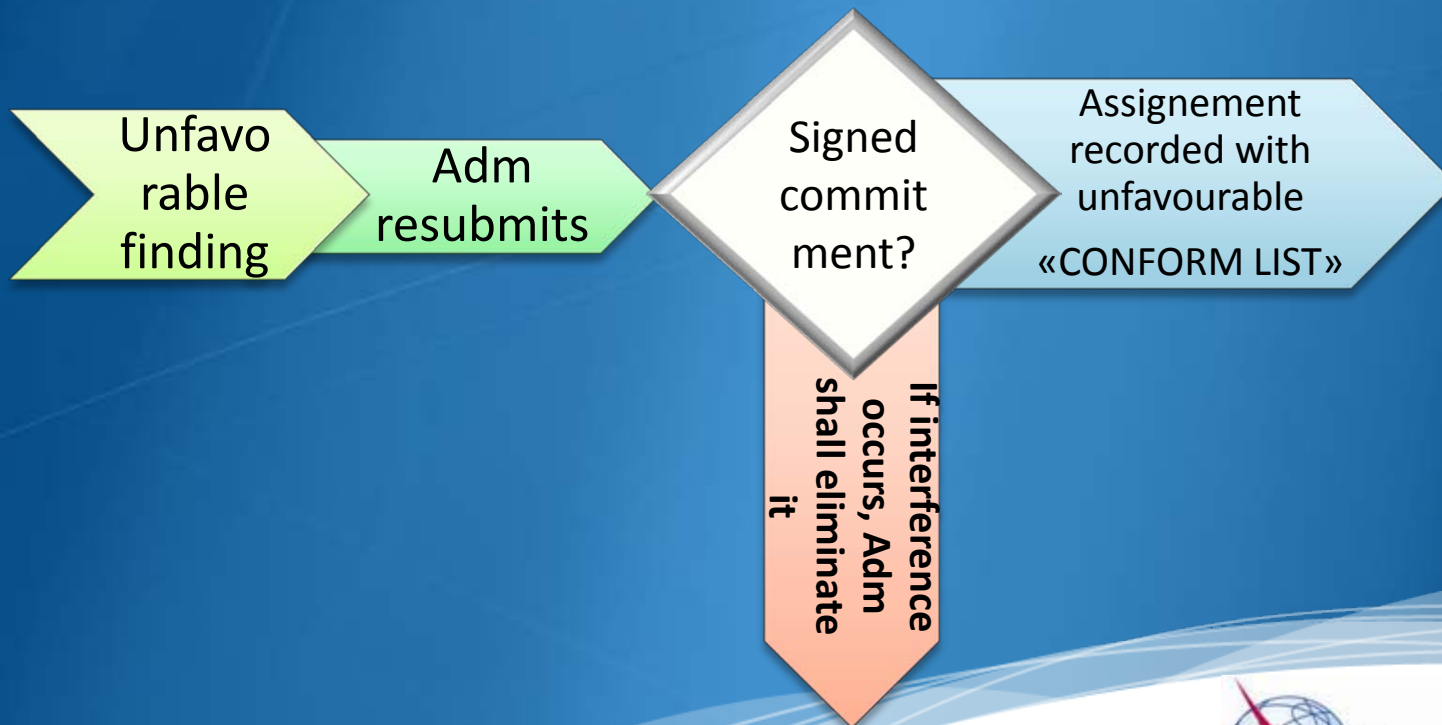 Unfavo
rable
finding
Adm
resubmits
Signed
commit
ment?
Assignement
recorded with
unfavourable
«CONFORM LIST»
If interference
occurs, Adm
shall eliminate
it